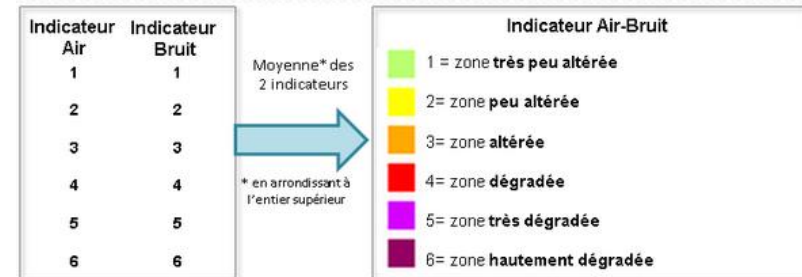 Indicateur Air
Indicateur Bruit
1 1
2 2
3 3
4 4
5 5
6 6
Moyenne* des
2 indicateurs
* en arrondissant à
l'entier supérieur
Indicateur Air-Bruit
1 = zone très peu altérée
2= zone peu altérée
3= zone altérée
4= zone dégradée
5= zone très dégradée
6= zone hautement dégradée